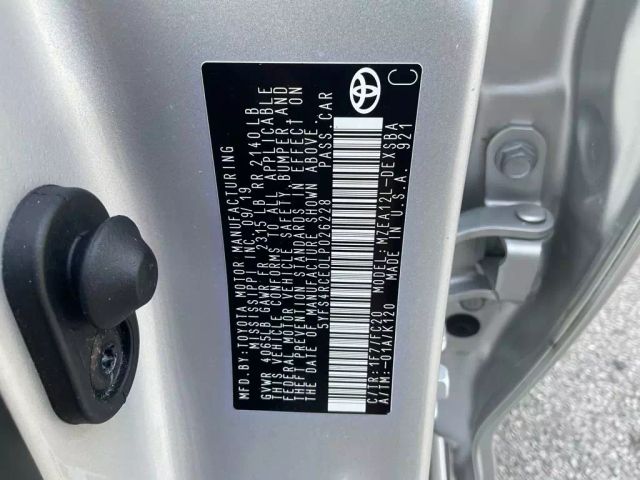 MFD.BY:TOYOTA MOTOR MANUFACTURING
MISSISSIPPI, INC. 09/19
GVWR 4065LB GAWR FR 2315 LB RR 2140 LB
THIS VEHICLE CONFORMS TO ALL APPLICABLE
FEDERAL MOTOR VEHICLE SAFETY, BUMPER, AND
THEFT PREVENTION STANDARDS IN EFFECT ON
THE DATE OF MANUFACTURE SHOWN ABOVE.
5YFS4RCE0LP026228 PASS.CAR
C/TR:1F7/FC20 MODEL:MZEA12L-DEXSBA
A/TM:-01A/K120 MADE IN U.S.A. 921
C